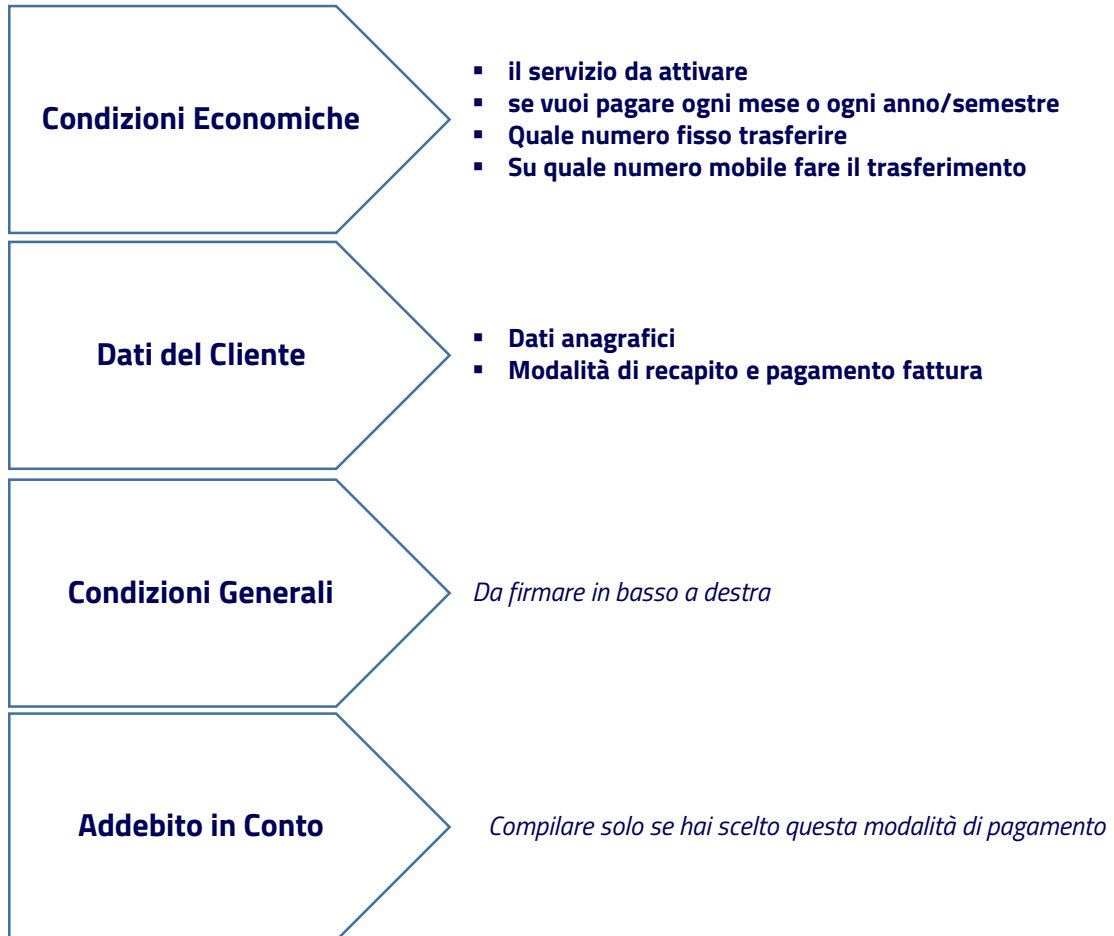 Condizioni Economiche
▪ il servizio da attivare
▪ se vuoi pagare ogni mese o ogni anno/semestre
▪ Quale numero fisso trasferire
▪ Su quale numero mobile fare il trasferimento
Dati del Cliente
▪ Dati anagrafici
▪ Modalità di recapito e pagamento fattura
Condizioni Generali
Da firmare in basso a destra
Addebito in Conto
Compilare solo se hai scelto questa modalità di pagamento